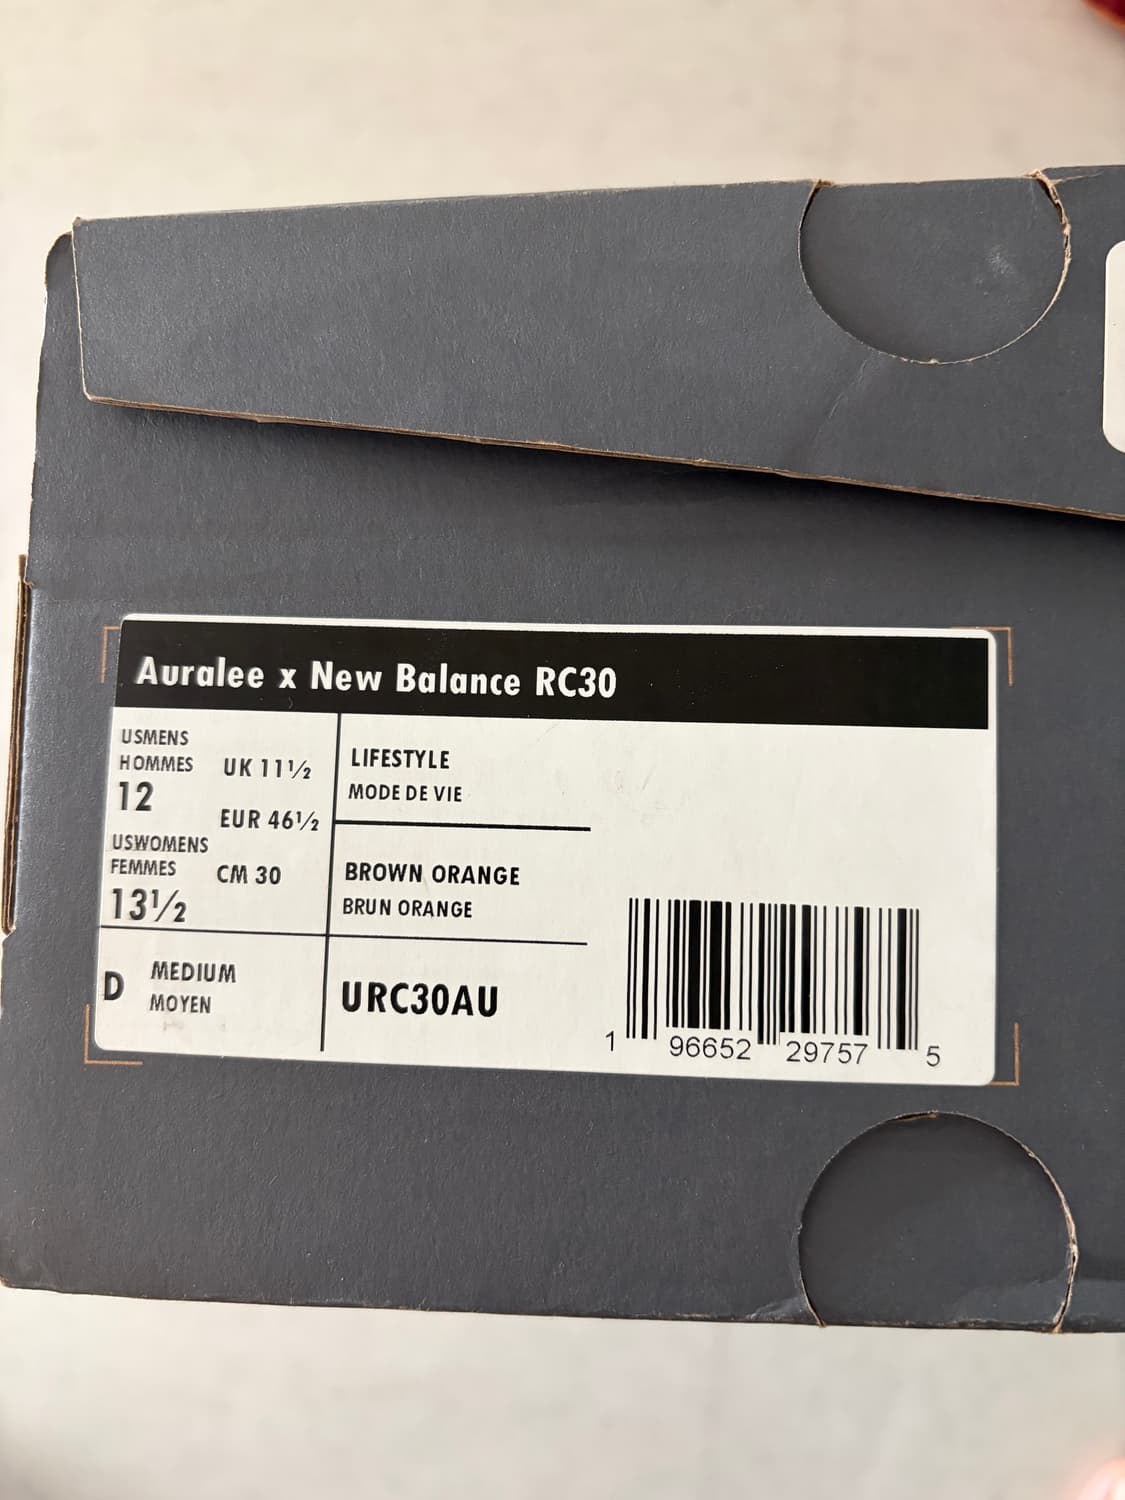 Auralee x New Balance RC30
USMENS
HOMMES
12
USWOMENS
FEMMES
13½
UK 11½
EUR 46½
CM 30
LIFESTYLE
MODE DE VIE
BROWN ORANGE
BRUN ORANGE
D
MEDIUM
MOYEN
URC30AU
1 96652 29757 5